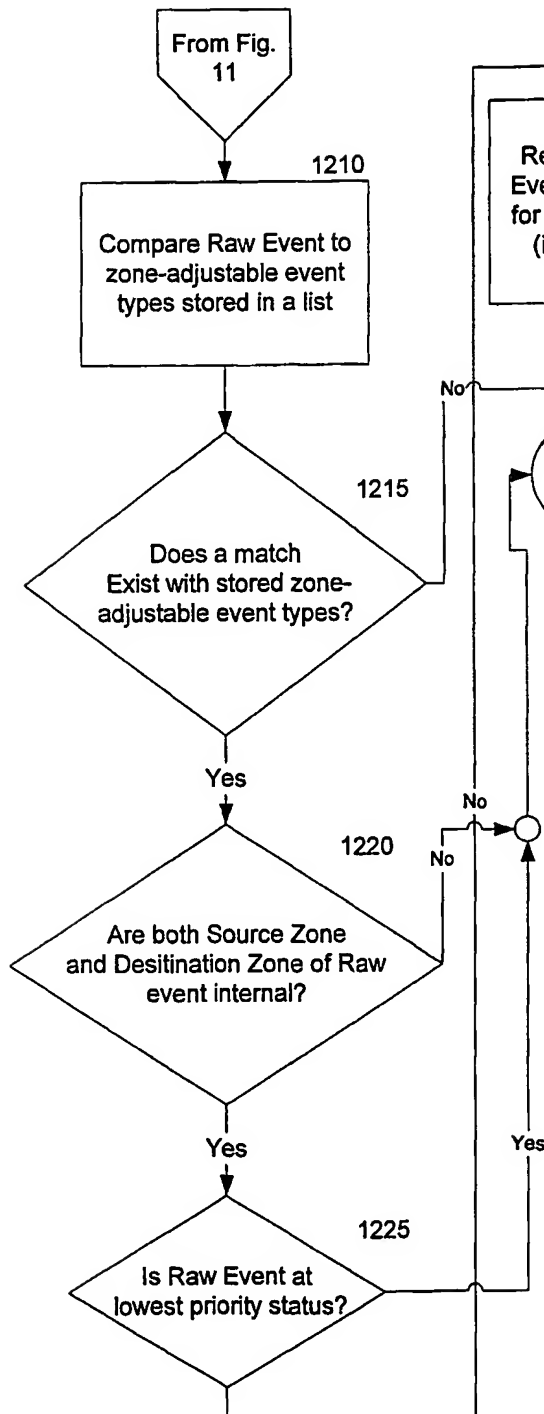 From Fig.
11
1210
Compare Raw Event to
zone-adjustable event
types stored in a list
No
1215
Does a match
Exist with stored zone-
adjustable event types?
Yes
No
1220
No
Are both Source Zone
and Desitination Zone of Raw
event internal?
Yes
Yes
1225
Is Raw Event at
lowest priority status?
for